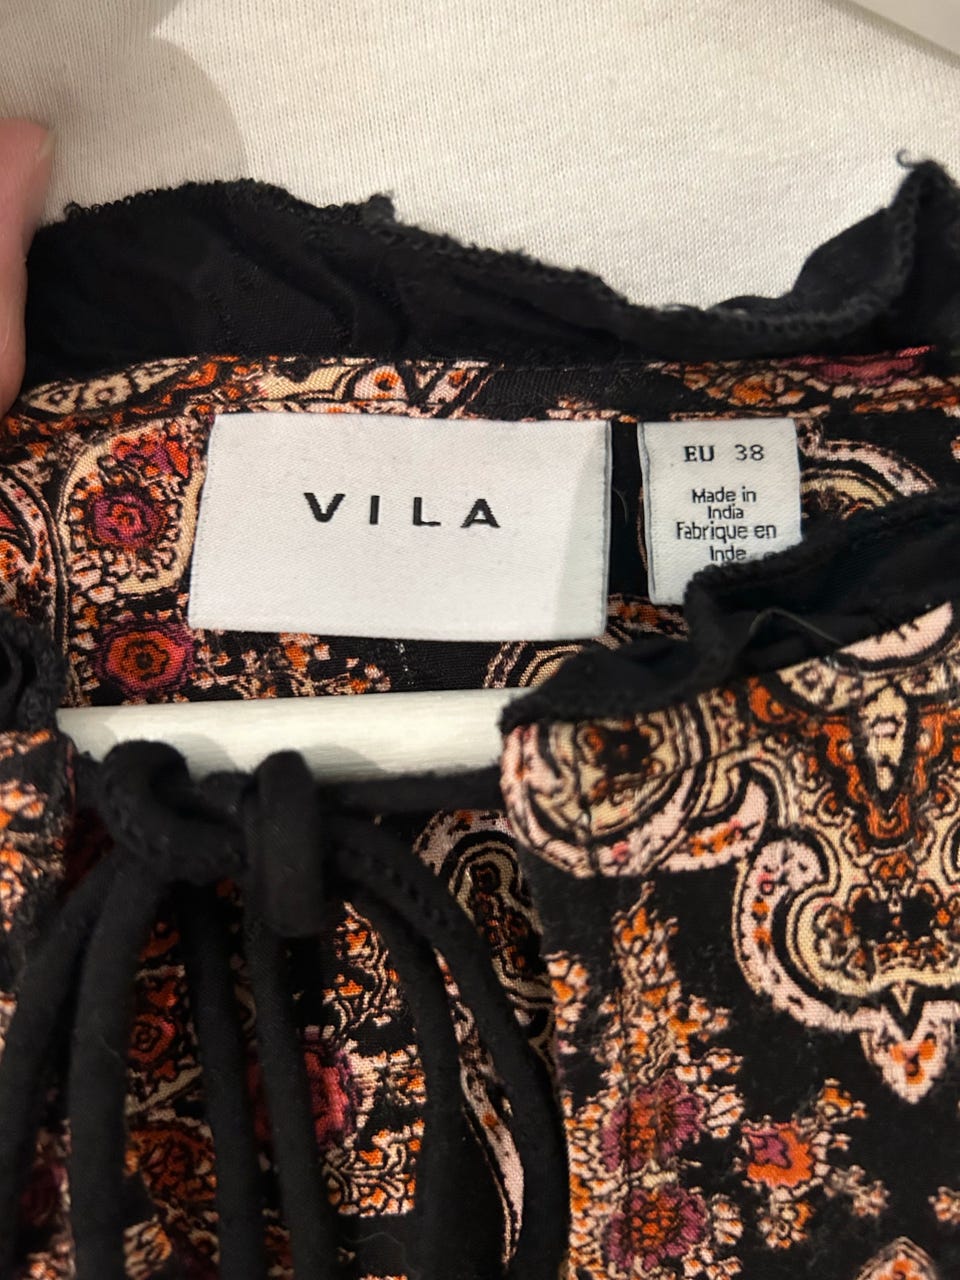 VILA
EU 38
Made in
India
Fabrique en
Inde